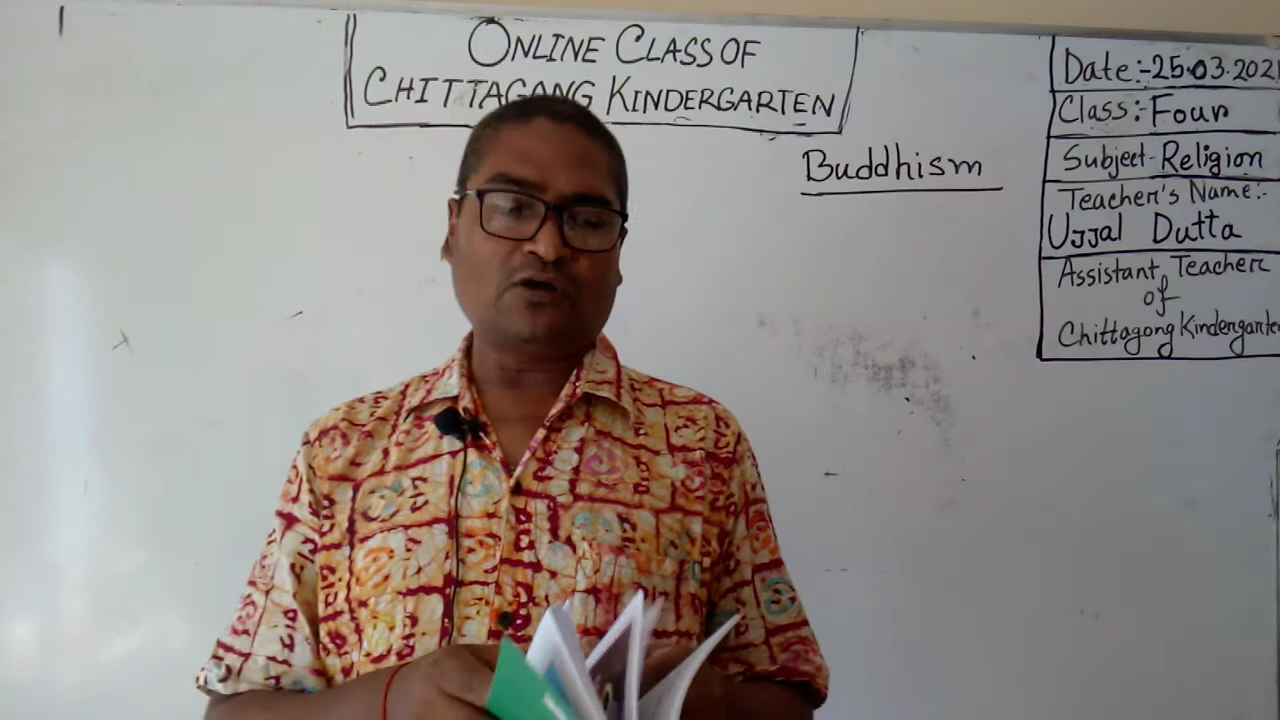 ONLINE CLASS OF
CHITTAGANG KINDERGARTEN
Buddhism
Date:-25.03.2021
Class: Four
Subject- Religion
Teacher's Name:-
Ujjal Dutta
Assistant Teacher
of
Chittagong Kindergarten